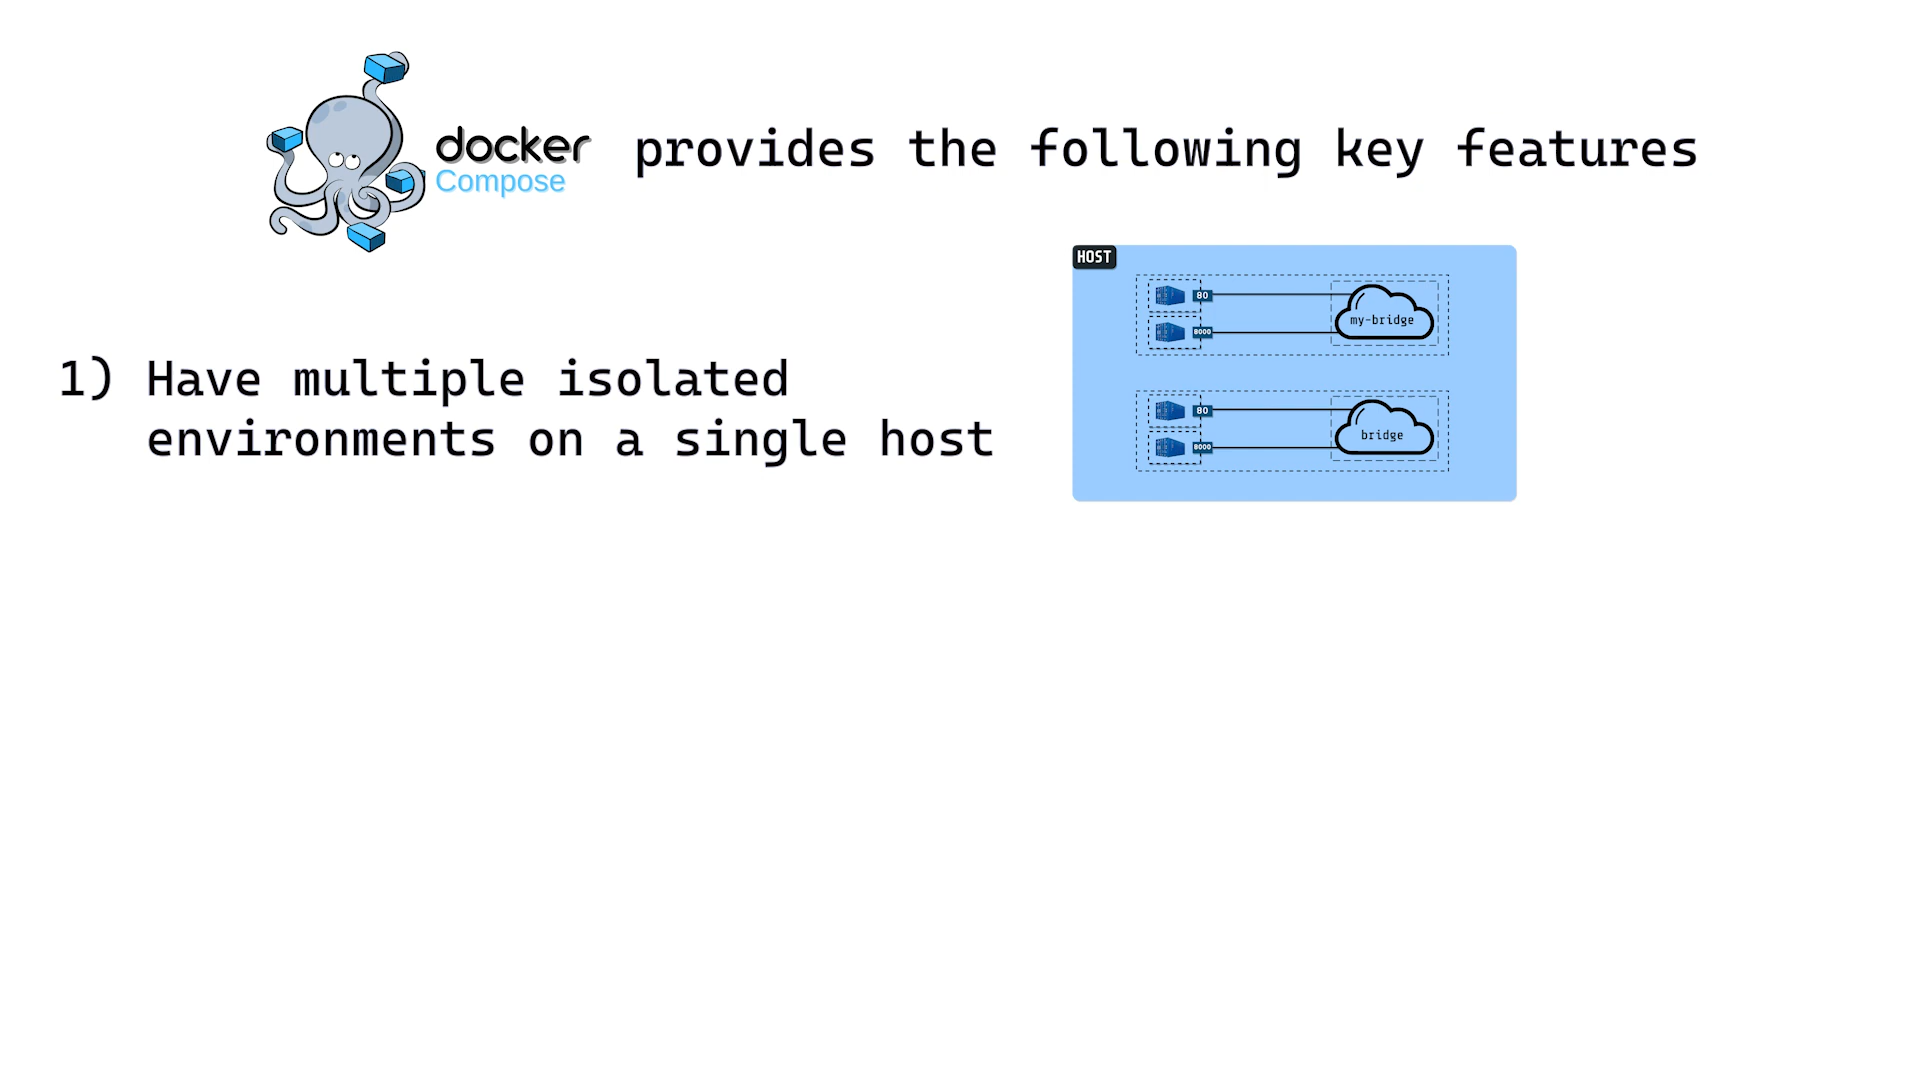 docker
Compose
provides the following key features
HOST
80
8000
my-bridge
1) Have multiple isolated
environments on a single host
80
8000
bridge